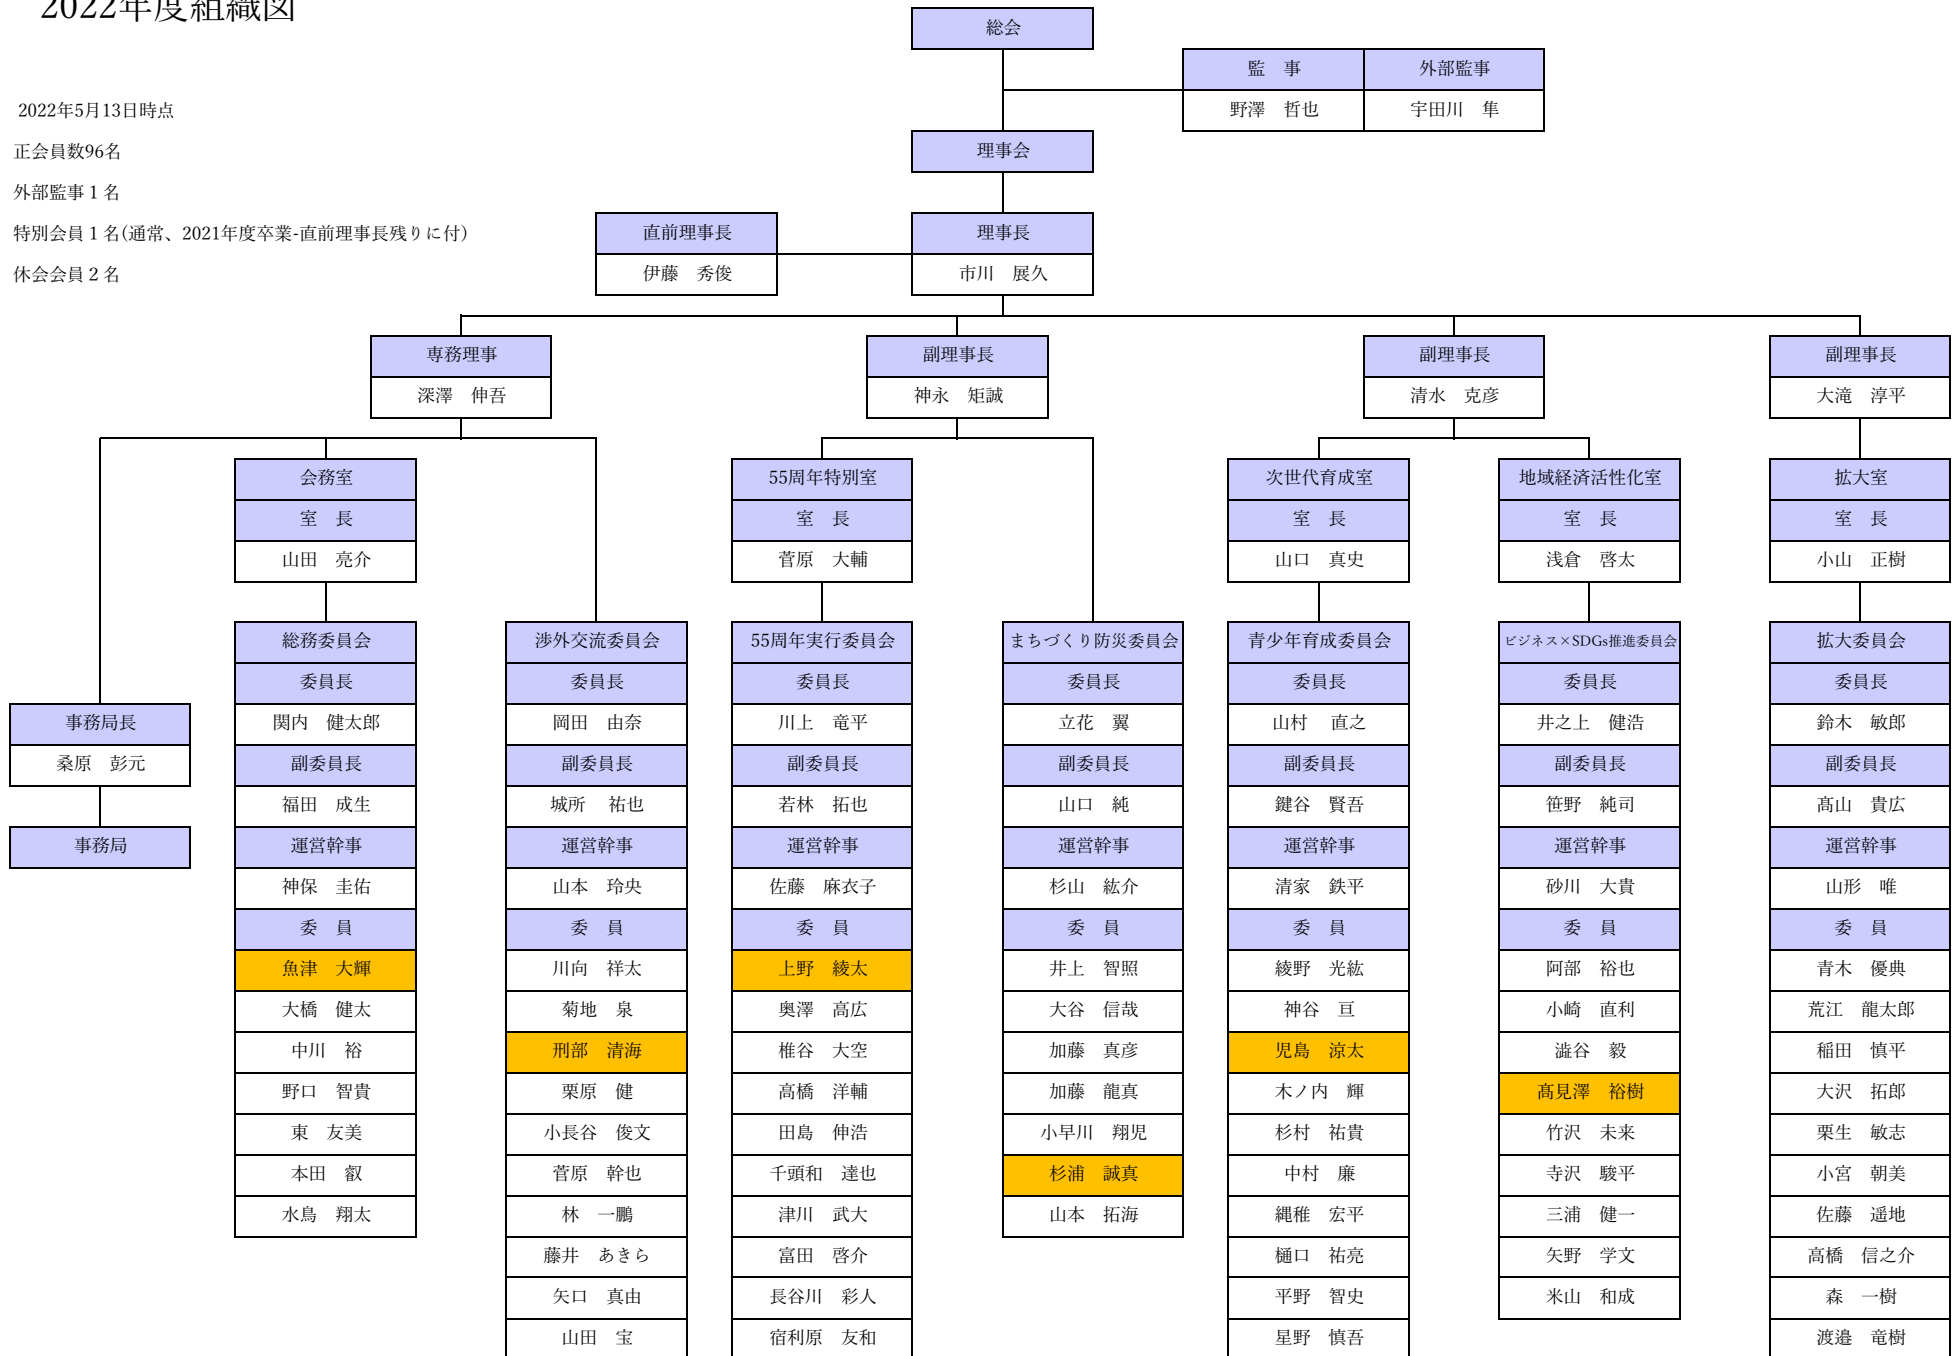 2022年度組織図
総会
監　事
外部監事
野澤　哲也
宇田川　隼
2022年5月13日時点
正会員数96名
外部監事１名
特別会員１名(通常、2021年度卒業-直前理事長残りに付)
休会会員２名
理事会
直前理事長
伊藤　秀俊
理事長
市川　展久
専務理事
深澤　伸吾
副理事長
神永　矩誠
副理事長
清水　克彦
副理事長
大滝　淳平
事務局長
桑原　彭元
事務局
会務室
室　長
山田　亮介
総務委員会
委員長
関内　健太郎
副委員長
福田　成生
運営幹事
神保　圭佑
委　員
魚津　大輝
大橋　健太
中川　裕
野口　智貴
東　友美
本田　叡
水鳥　翔太
渉外交流委員会
委員長
岡田　由奈
副委員長
城所　祐也
運営幹事
山本　玲央
委　員
川向　祥太
菊地　泉
刑部　清海
栗原　健
小長谷　俊文
菅原　幹也
林　一鵬
藤井　あきら
矢口　真由
山田　宝
55周年特別室
室　長
菅原　大輔
55周年実行委員会
委員長
川上　竜平
副委員長
若林　拓也
運営幹事
佐藤　麻衣子
委　員
上野　綾太
奥澤　高広
椎谷　大空
高橋　洋輔
田島　伸浩
千頭和　達也
津川　武大
富田　啓介
長谷川　彩人
宿利原　友和
まちづくり防災委員会
委員長
立花　翼
副委員長
山口　純
運営幹事
杉山　紘介
委　員
井上　智照
大谷　信哉
加藤　真彦
加藤　龍真
小早川　翔児
杉浦　誠真
山本　拓海
次世代育成室
室　長
山口　真史
青少年育成委員会
委員長
山村　直之
副委員長
鍵谷　賢吾
運営幹事
清家　鉄平
委　員
綾野　光紘
神谷　亘
児島　涼太
木ノ内　輝
杉村　祐貴
中村　廉
縄稚　宏平
樋口　祐亮
平野　智史
星野　慎吾
地域経済活性化室
室　長
浅倉　啓太
ビジネス×SDGs推進委員会
委員長
井之上　健浩
副委員長
笹野　純司
運営幹事
砂川　大貴
委　員
阿部　裕也
小崎　直利
澁谷　毅
髙見澤　裕樹
竹沢　未来
寺沢　駿平
三浦　健一
矢野　学文
米山　和成
拡大室
室　長
小山　正樹
拡大委員会
委員長
鈴木　敏郎
副委員長
髙山　貴広
運営幹事
山形　唯
委　員
青木　優典
荒江　龍太郎
稲田　慎平
大沢　拓郎
栗生　敏志
小宮　朝美
佐藤　遥地
高橋　信之介
森　一樹
渡邉　竜樹